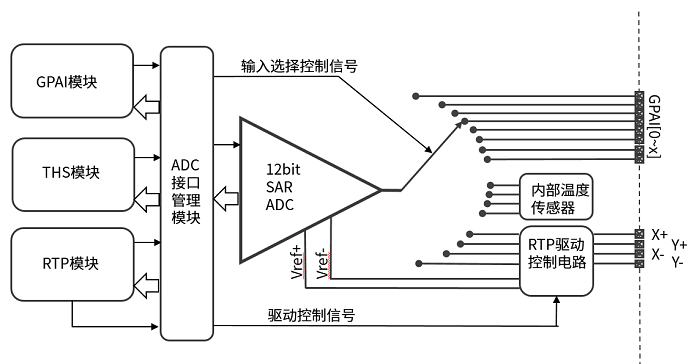 输入选择控制信号
GPAI模块
THS模块
RTP模块
ADC
接口
管理
模块
12bit
SAR
ADC
Vref+
Vref-
GPAI[0~x]
内部温度
传感器
RTP驱动
控制电路
X+
Y+
X-
Y-
驱动控制信号